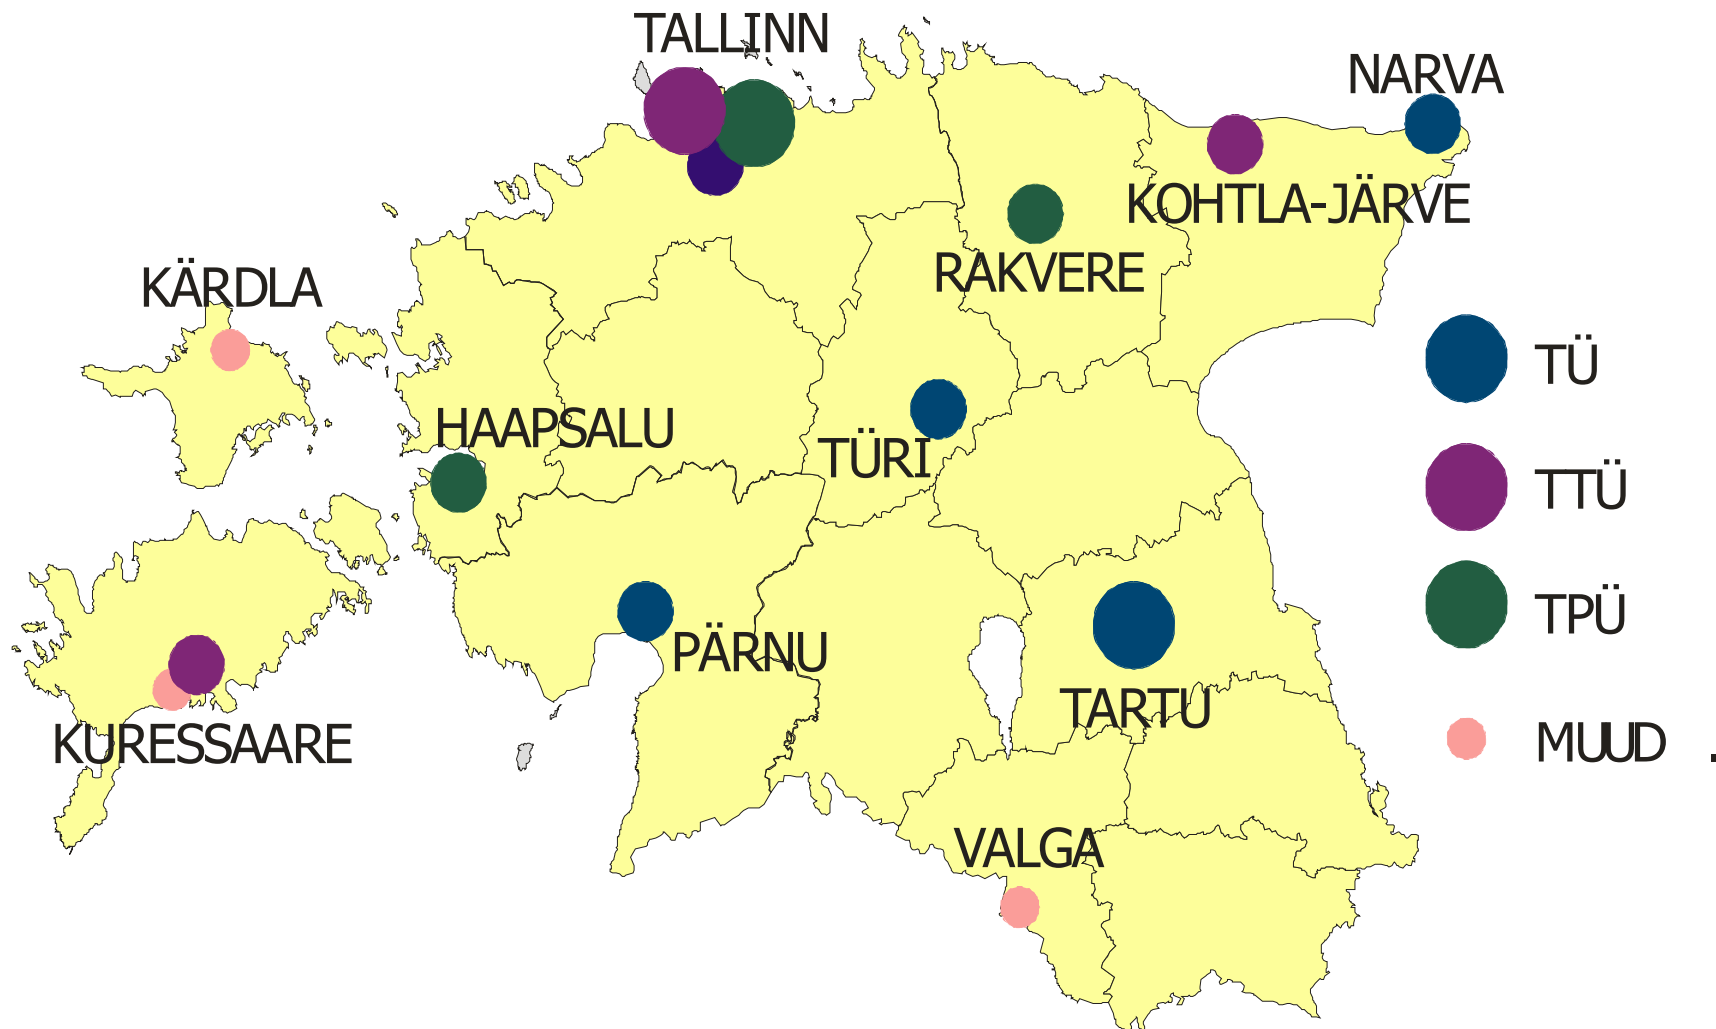 TALLINN
NARVA
KOHTLA-JÄRVE
RAKVERE
KÄRDLA
TÜ
HAAPSALU
TÜRI
TTÜ
TPÜ
PÄRNU
TARTU
KURESSAARE
MUUD .
VALGA